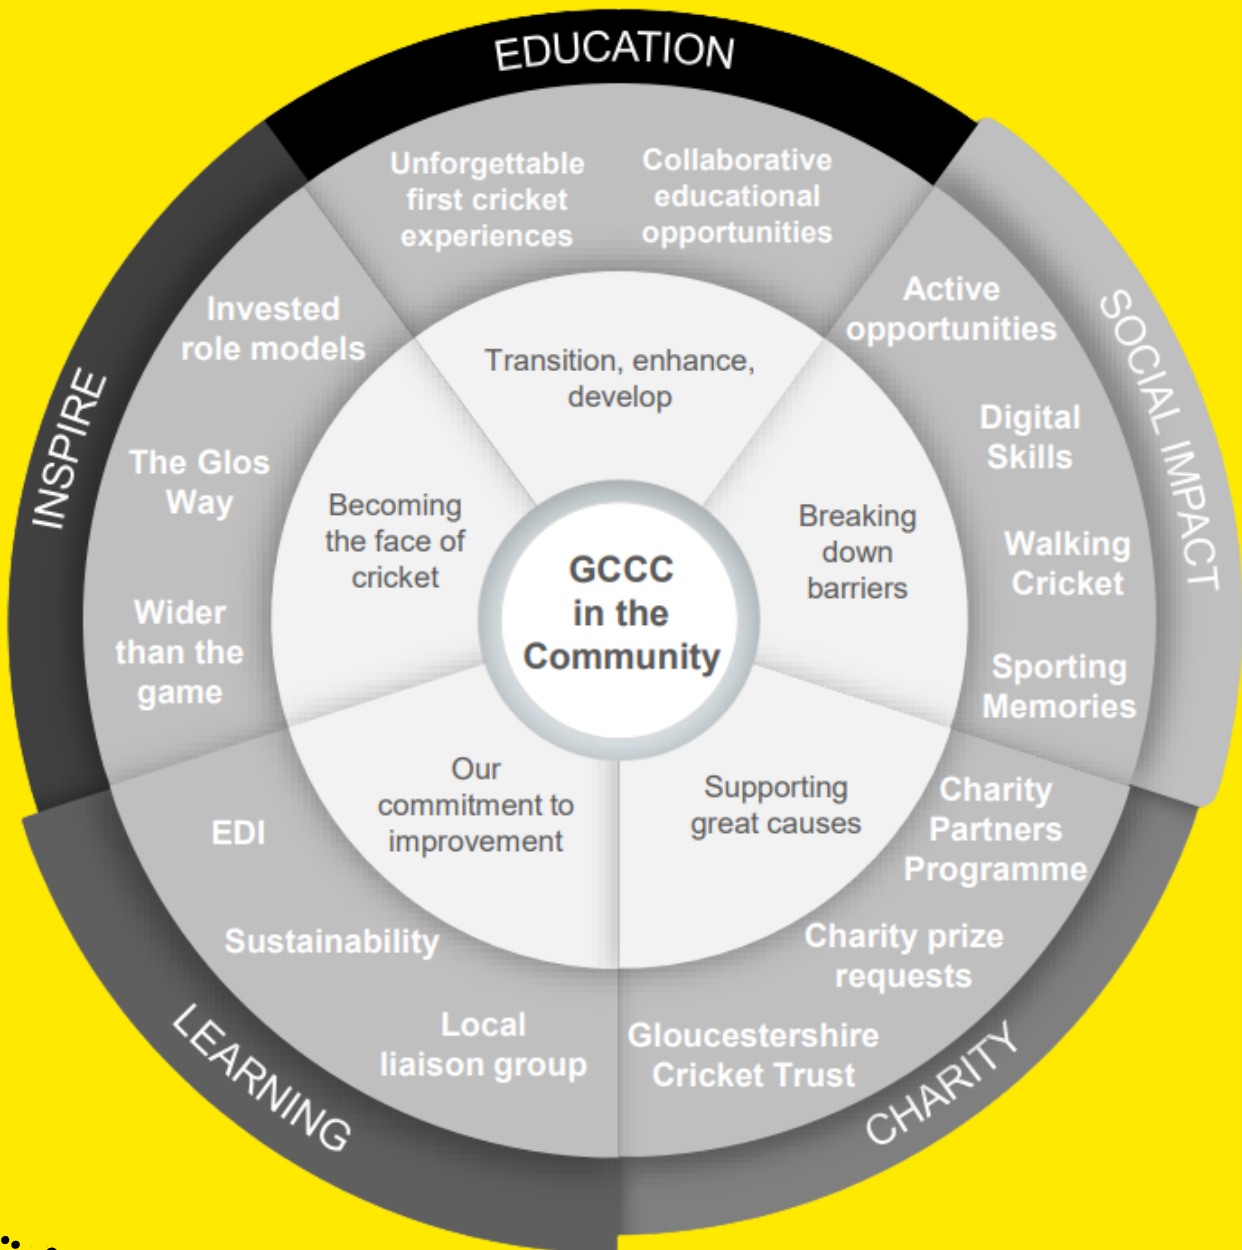 EDUCATION
Unforgettable
first cricket
experiences
Collaborative
educational
opportunities
Transition, enhance,
develop
SOCIAL IMPACT
Active
opportunities
Digital
Skills
Walking
Cricket
Sporting
Memories
Breaking
down
barriers
CHARITY
Charity
Partners
Programme
Charity prize
requests
Gloucestershire
Cricket Trust
Supporting
great causes
LEARNING
EDI
Sustainability
Local
liaison group
Our
commitment to
improvement
INSPIRE
Invested
role models
The Glos
Way
Wider
than the
game
Becoming
the face of
cricket
GCCC
in the
Community